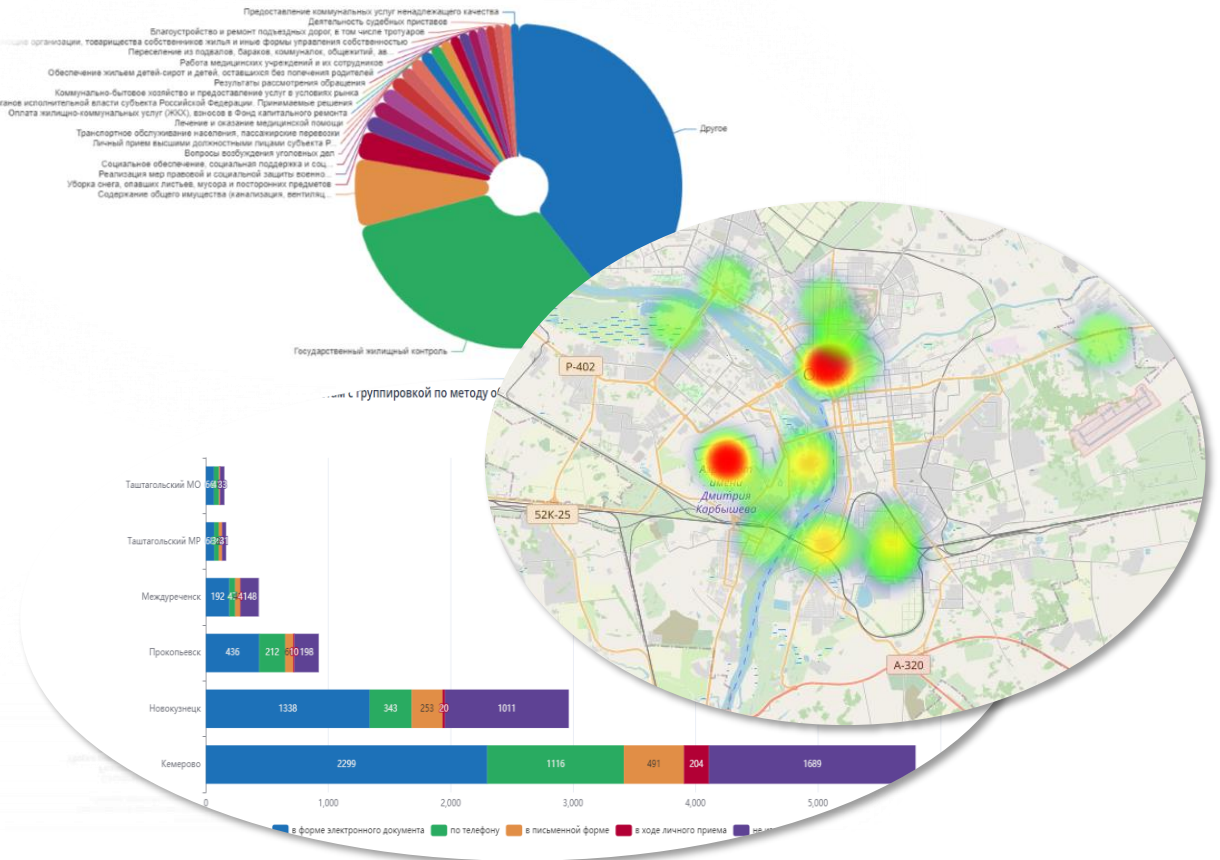 Предоставление коммунальных услуг ненадлежащего качества
Деятельность судебных приставов
Благоустройство и ремонт подъездных дорог, в том числе тротуаров
организации, товарищества собственников жилья и иные формы управления собственностью
Переселение из подвалов, бараков, коммуналок, общежитий, ав...
Работа медицинских учреждений и их сотрудников
Обеспечение жильем детей-сирот и детей, оставшихся без попечения родителей
Результаты рассмотрения обращения
Коммунально-бытовое хозяйство и предоставление услуг в условиях рынка
ганов исполнительной власти субъекта Российской Федерации. Принимаемые решения
Оплата жилищно-коммунальных услуг (ЖКХ), взносов в Фонд капитального ремонта
Лечение и оказание медицинской помощи
Транспортное обслуживание населения, пассажирские перевозки
Личный прием высшими должностными лицами субъекта Р...
Вопросы возбуждения уголовных дел
Социальное обеспечение, социальная поддержка и соц...
Реализация мер правовой и социальной защиты военно...
Уборка снега, опавших листьев, мусора и посторонних предметов
Содержание общего имущества (канализация, вентиляц...
Другое
Государственный жилищный контроль
с группировкой по методу
Р-402
имени
Дмитрия
Карбышева
52К-25
А-320
Таштагольский МО
Таштагольский МР
Междуреченск 192
Прокопьевск 436 212 198
Новокузнецк 1338 343 253 20 1011
Кемерово 2299 1116 491 204 1689
0 1,000 2,000 3,000 4,000 5,000
в форме электронного документа по телефону в письменной форме в ходе личного приема не